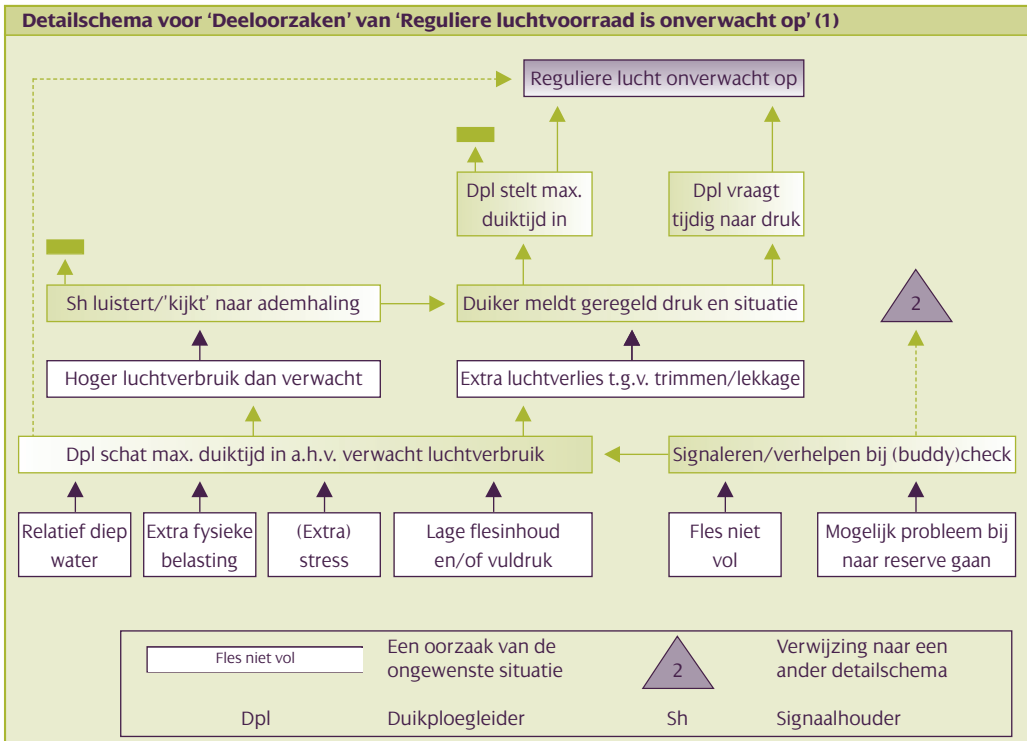 Detailschema voor ‘Deeloorzaken’ van ‘Reguliere luchtvoorraad is onverwacht op’ (1)
Reguliere lucht onverwacht op
Dpl stelt max.
duiktijd in
Dpl vraagt
tijdig naar druk
Sh luistert/’kijkt’ naar ademhaling
Duiker meldt geregeld druk en situatie
2
Hoger luchtverbruik dan verwacht
Extra luchtverlies t.g.v. trimmen/lekkage
Dpl schat max. duiktijd in a.h.v. verwacht luchtverbruik
Signaleren/verhelpen bij (buddy)check
Relatief diep
water
Extra fysieke
belasting
(Extra)
stress
Lage flesinhoud
en/of vuldruk
Fles niet
vol
Mogelijk probleem bij
naar reserve gaan
Fles niet vol
Een oorzaak van de
ongewenste situatie
2
Verwijzing naar een
ander detailschema
Dpl
Duikploegleider
Sh
Signaalhouder